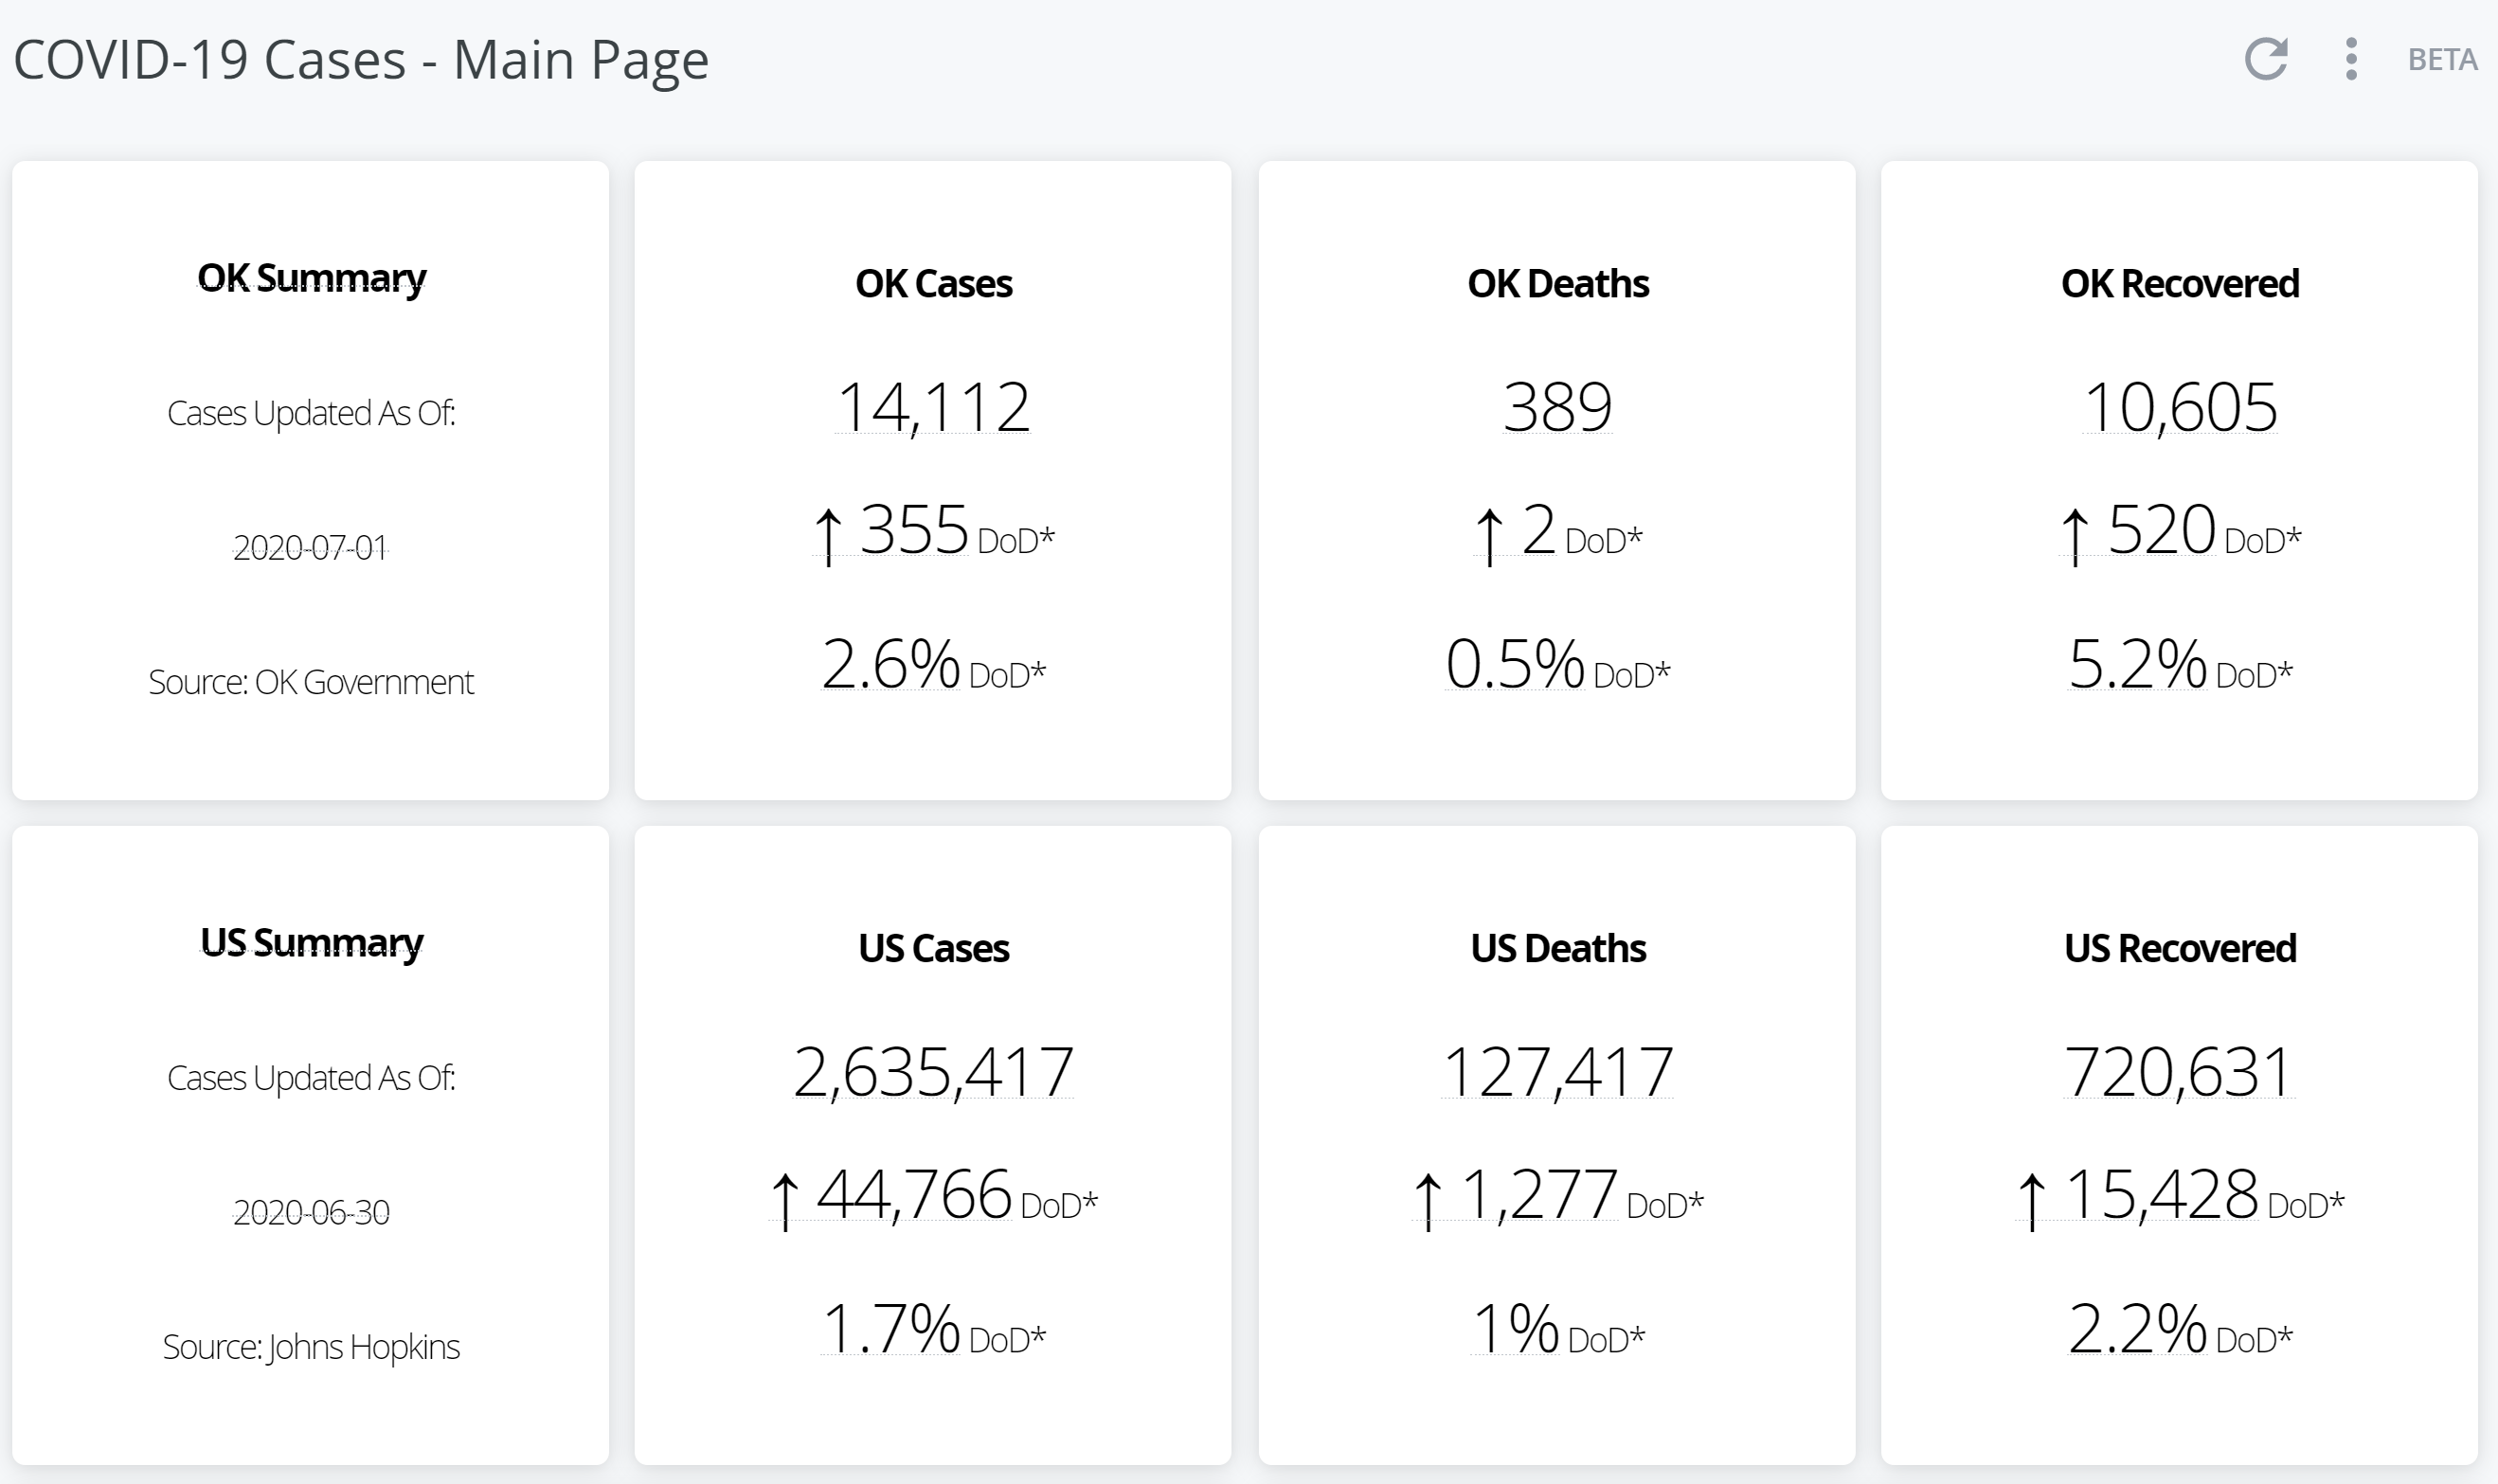 COVID-19 Cases - Main Page
BETA
OK Summary
Cases Updated As Of:
2020-07-01
Source: OK Government
OK Cases
14,112
↑ 355 DoD*
2.6% DoD*
OK Deaths
389
↑ 2 DoD*
0.5% DoD*
OK Recovered
10,605
↑ 520 DoD*
5.2% DoD*
US Summary
Cases Updated As Of:
2020-06-30
Source: Johns Hopkins
US Cases
2,635,417
↑ 44,766 DoD*
1.7% DoD*
US Deaths
127,417
↑ 1,277 DoD*
1% DoD*
US Recovered
720,631
↑ 15,428 DoD*
2.2% DoD*